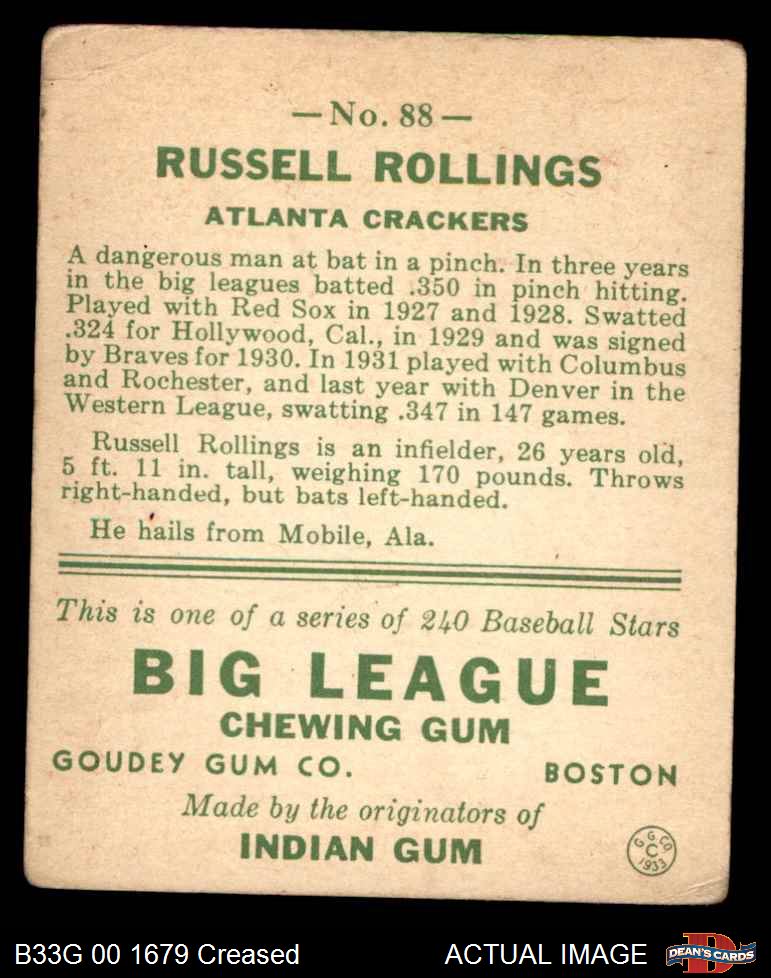 —No. 88—
RUSSELL ROLLINGS
ATLANTA CRACKERS
A dangerous man at bat in a pinch. In three years
in the big leagues batted .350 in pinch hitting.
Played with Red Sox in 1927 and 1928. Swatted
.324 for Hollywood, Cal., in 1929 and was signed
by Braves for 1930. In 1931 played with Columbus
and Rochester, and last year with Denver in the
Western League, swatting .347 in 147 games.
Russell Rollings is an infielder, 26 years old,
5 ft. 11 in. tall, weighing 170 pounds. Throws
right-handed, but bats left-handed.
He hails from Mobile, Ala.
This is one of a series of 240 Baseball Stars
BIG LEAGUE
CHEWING GUM
GOUDEY GUM CO. BOSTON
Made by the originators of
INDIAN GUM
G. G. CO.
C
1933
B33G 00 1679 Creased ACTUAL IMAGE
D
DEAN'S CARDS